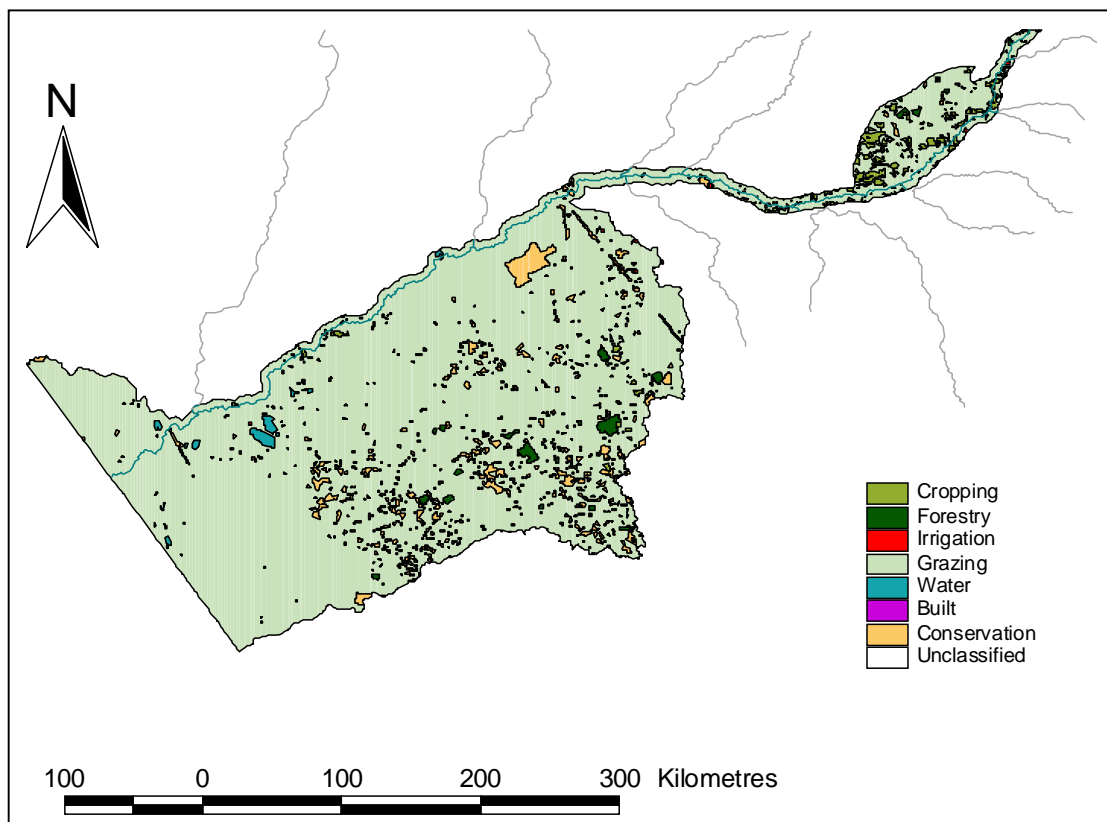 N
Cropping
Forestry
Irrigation
Grazing
Water
Built
Conservation
Unclassified
100 0 100 200 300 Kilometres